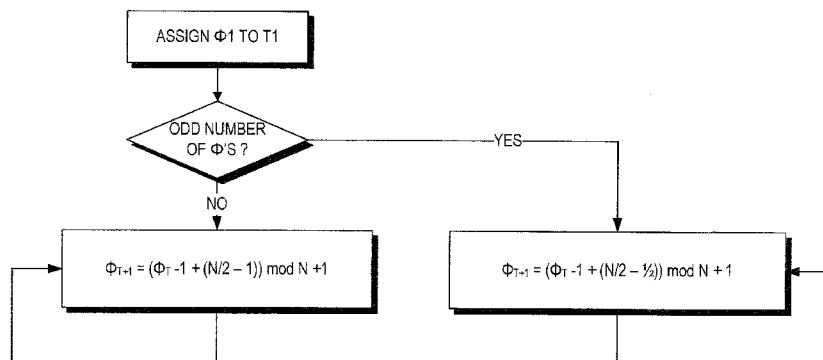 ASSIGN Φ1 TO T1
ODD NUMBER
OF Φ'S ?
YES
NO
ΦT+1 = (ΦT -1 + (N/2 – 1)) mod N +1
ΦT+1 = (ΦT -1 + (N/2 – ½)) mod N + 1